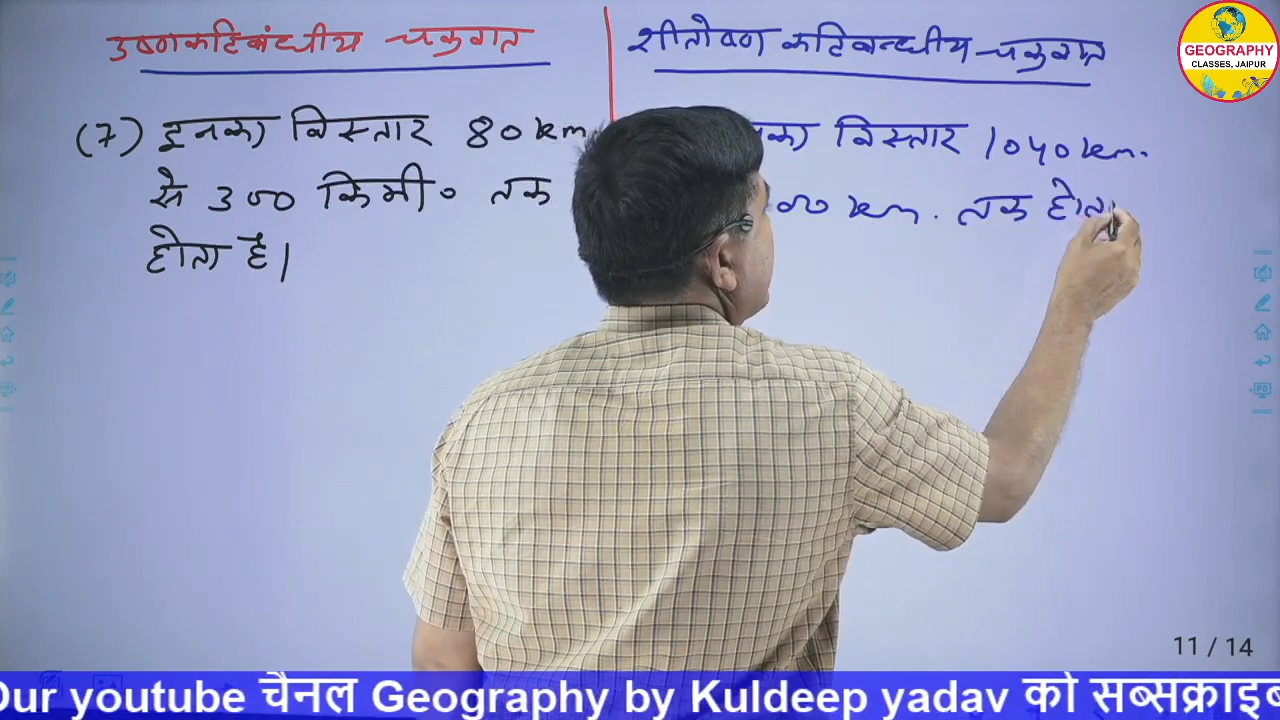 उष्णकटिबंधीय चक्रवात
शीतोष्ण कटिबन्धीय चक्रवात
(7) इनका विस्तार 80 km
से 300 किमी० तक
होता है।
विस्तार 1040 km.
km. तक होता
GEOGRAPHY
CLASSES, JAIPUR
11 / 14
Our youtube चैनल Geography by Kuldeep yadav को सब्सक्राइब